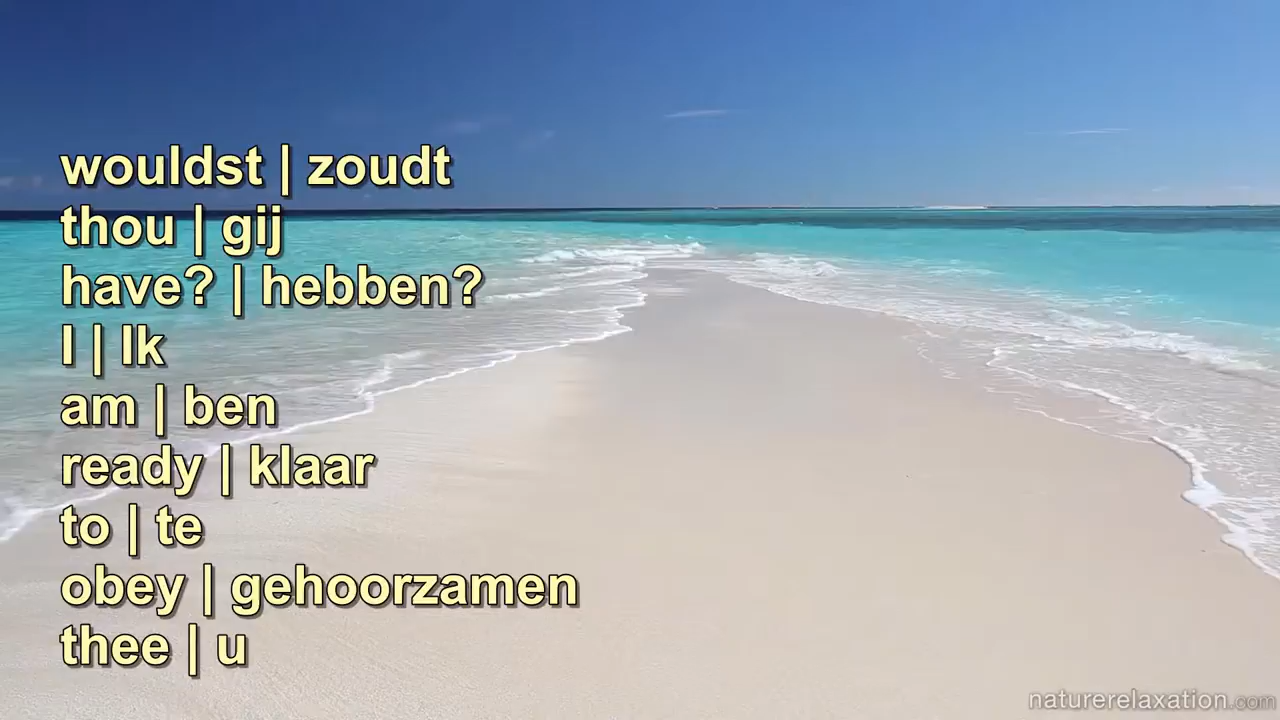 wouldst | zoudt
thou | gij
have? | hebben?
I | Ik
am | ben
ready | klaar
to | te
obey | gehoorzamen
thee | u
naturerelaxation.com